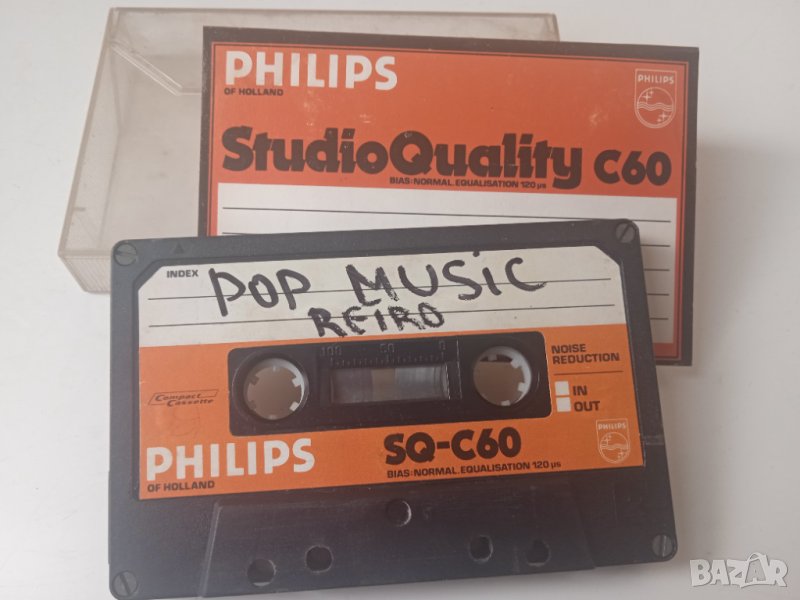 PHILIPS
OF HOLLAND
PHILIPS
StudioQuality C60
BIAS:NORMAL.EQUALISATION 120 µs
INDEX
POP MUSIC
RETRO
100 50 0
NOISE
REDUCTION
IN
OUT
Compact
Cassette
PHILIPS
OF HOLLAND
SQ-C60
BIAS:NORMAL.EQUALISATION 120 µs
PHILIPS
BAZAR